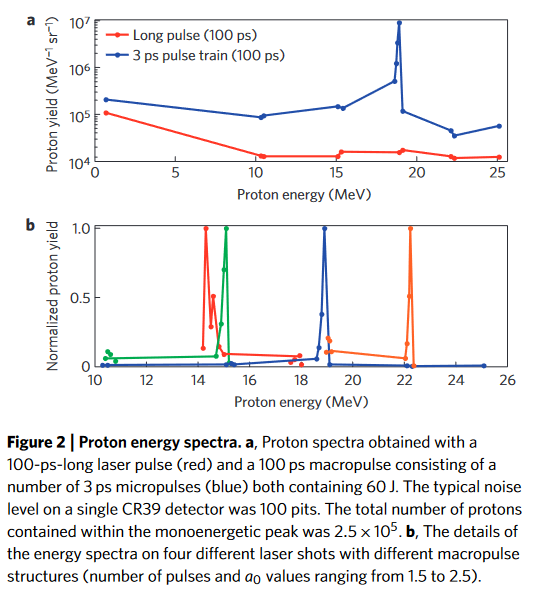 a
Proton yield (MeV⁻¹ sr⁻¹)
10⁷
10⁶
10⁵
10⁴
Long pulse (100 ps)
3 ps pulse train (100 ps)
0 5 10 15 20 25
Proton energy (MeV)
b
Normalized proton yield
1.0
0.5
0
10 12 14 16 18 20 22 24 26
Proton energy (MeV)
Figure 2 | Proton energy spectra. a, Proton spectra obtained with a
100-ps-long laser pulse (red) and a 100 ps macropulse consisting of a
number of 3 ps micropulses (blue) both containing 60 J. The typical noise
level on a single CR39 detector was 100 pits. The total number of protons
contained within the monoenergetic peak was 2.5 × 10⁵. b, The details of
the energy spectra on four different laser shots with different macropulse
structures (number of pulses and a₀ values ranging from 1.5 to 2.5).